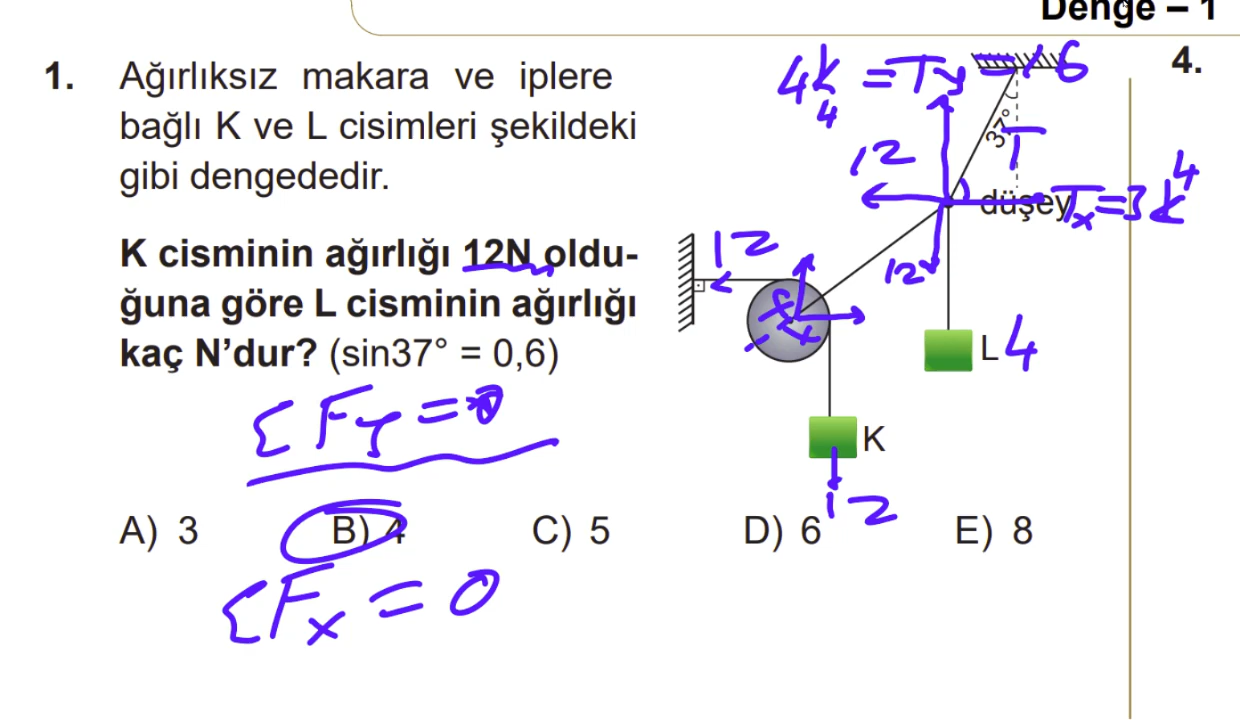 Denge – 1
1. Ağırlıksız makara ve iplere
bağlı K ve L cisimleri şekildeki
gibi dengededir.
K cisminin ağırlığı 12N oldu-
ğuna göre L cisminin ağırlığı
kaç N'dur? (sin37° = 0,6)
4k = Ty = 16
4
37°
T
12
düşey
Tx = 3k
4
12
12
L 4
K
12
ΣFy = 0
A) 3 B) 4 C) 5 D) 6 E) 8
ΣFx = 0
4.